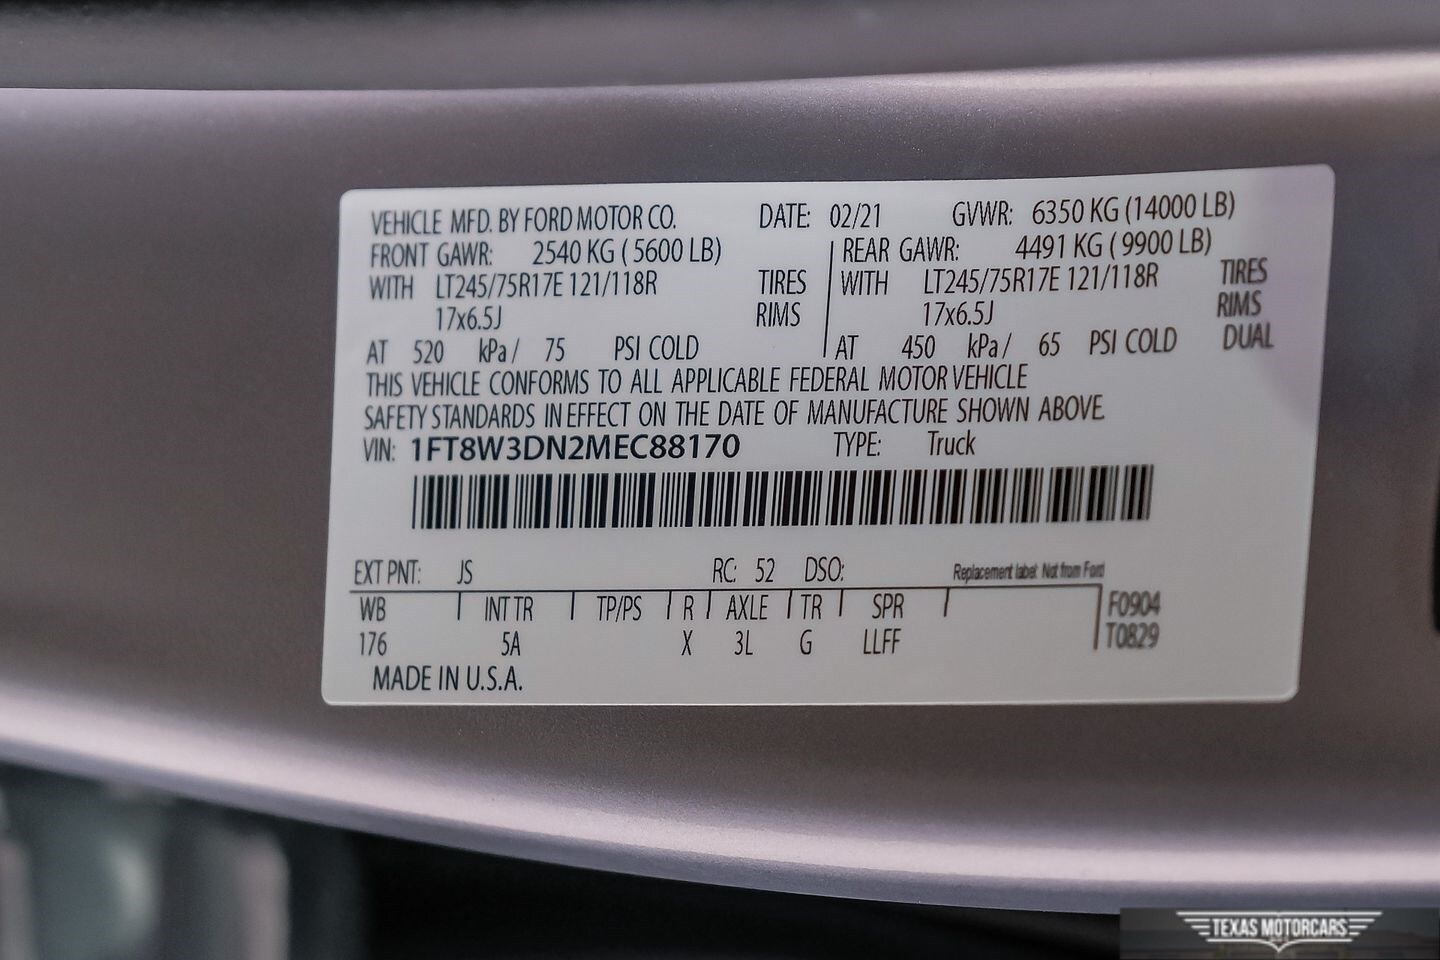 VEHICLE MFD. BY FORD MOTOR CO. DATE: 02/21 GVWR: 6350 KG (14000 LB)
FRONT GAWR: 2540 KG ( 5600 LB) REAR GAWR: 4491 KG ( 9900 LB)
WITH LT245/75R17E 121/118R TIRES WITH LT245/75R17E 121/118R TIRES
17x6.5J RIMS 17x6.5J RIMS
AT 520 kPa / 75 PSI COLD AT 450 kPa / 65 PSI COLD DUAL
THIS VEHICLE CONFORMS TO ALL APPLICABLE FEDERAL MOTOR VEHICLE
SAFETY STANDARDS IN EFFECT ON THE DATE OF MANUFACTURE SHOWN ABOVE.
VIN: 1FT8W3DN2MEC88170 TYPE: Truck
EXT PNT: JS RC: 52 DSO: Replacement label: Not from Ford
WB INT TR TP/PS R AXLE TR SPR F0904
176 5A X 3L G LLFF T0829
MADE IN U.S.A.
TEXAS MOTORCARS